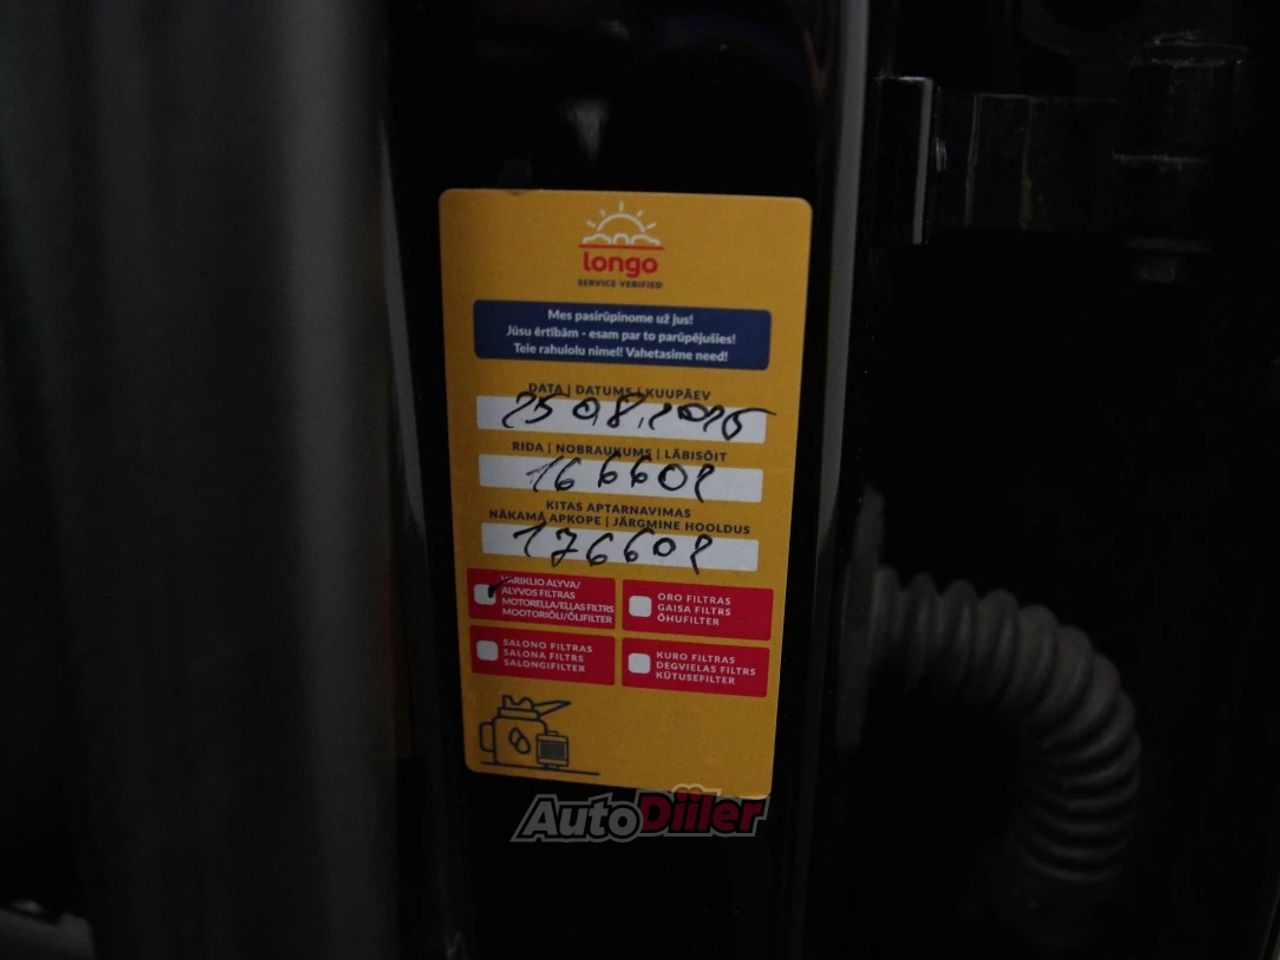 longo
SERVICE VERIFIED
Mes pasirūpinome už jus!
Jūsu ērtībām - esam par to parūpējušies!
Teie rahulolu nimel! Vahetasime need!
DATA | DATUMS | KUUPÄEV
25 08.2025
RIDA | NOBRAUKUMS | LÄBISÕIT
166602
KITAS APTARNAVIMAS
NĀKAMĀ APKOPE | JÄRGMINE HOOLDUS
176602
VARIKLIO ALYVA/
ALYVOS FILTRAS
MOTORELLA/ELLAS FILTRS
MOOTORIÕLI/ÕLIFILTER
ORO FILTRAS
GAISA FILTRS
ÕHUFILTER
SALONO FILTRAS
SALONA FILTRS
SALONGIFILTER
KURO FILTRAS
DEGVIELAS FILTRS
KÜTUSEFILTER
AutoDiiler